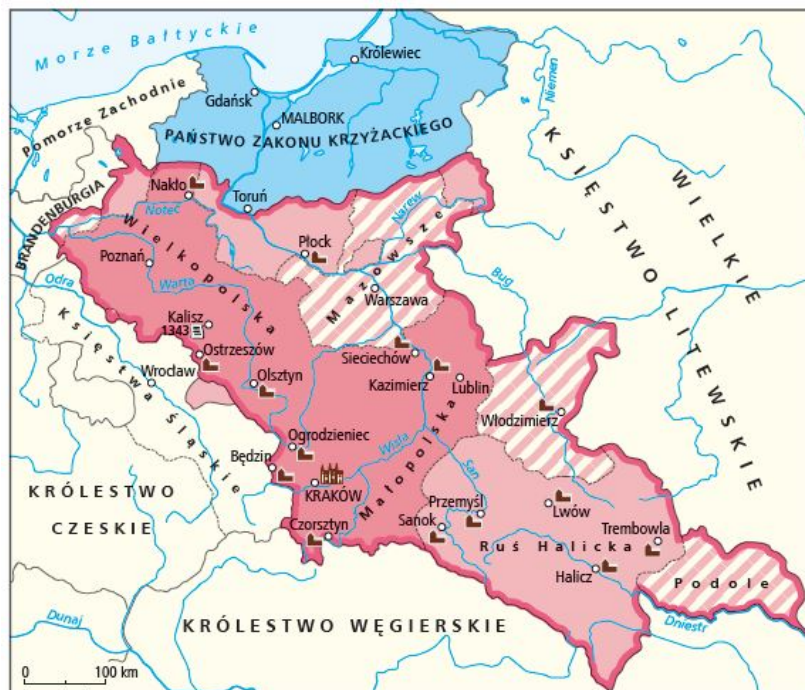 Morze Bałtyckie
Królewiec
Niemen
Gdańsk
MALBORK
Pomorze Zachodnie
PAŃSTWO ZAKONU KRZYŻACKIEGO
KSIĘSTWO LITEWSKIE
WIELKIE
BRANDENBURGIA
Nakło
Toruń
Noteć
Narew
Płock
Wielkopolska
Mazowsze
Poznań
Warta
Bug
Odra
Warszawa
Kalisz
1343
Sieciechów
Ostrzeszów
Księstwa Śląskie
Wrocław
Olsztyn
Kazimierz
Lublin
Włodzimierz
Ogrodzieniec
Wisła
Małopolska
Będzin
San
KRÓLESTWO
CZESKIE
KRAKÓW
Przemyśl
Lwów
Czorsztyn
Sanok
Trembowla
Ruś Halicka
Halicz
Podole
Dunaj
KRÓLESTWO WĘGIERSKIE
Dniestr
0 100 km